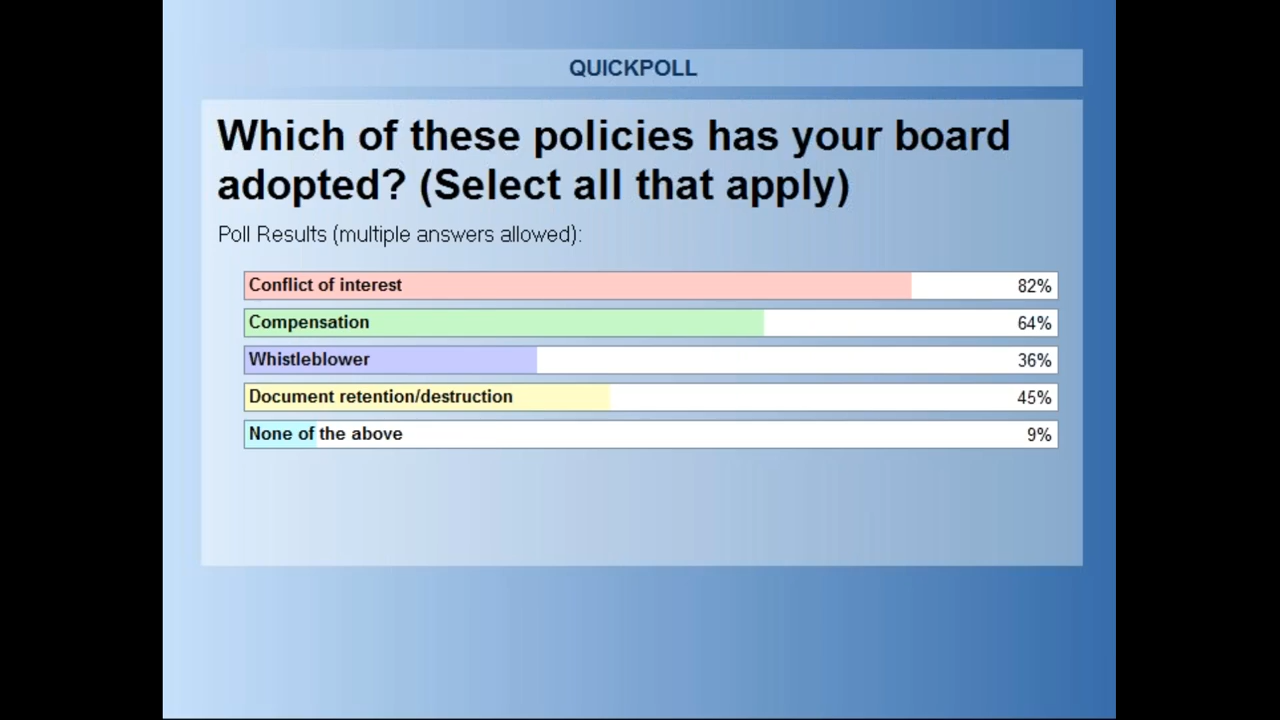 QUICKPOLL
Which of these policies has your board
adopted? (Select all that apply)
Poll Results (multiple answers allowed):
Conflict of interest 82%
Compensation 64%
Whistleblower 36%
Document retention/destruction 45%
None of the above 9%